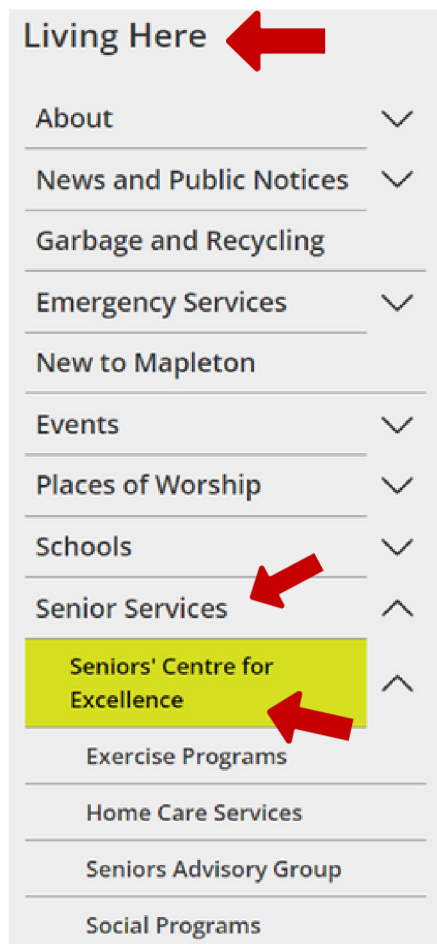 Living Here
About
News and Public Notices
Garbage and Recycling
Emergency Services
New to Mapleton
Events
Places of Worship
Schools
Senior Services
Seniors' Centre for
Excellence
Exercise Programs
Home Care Services
Seniors Advisory Group
Social Programs